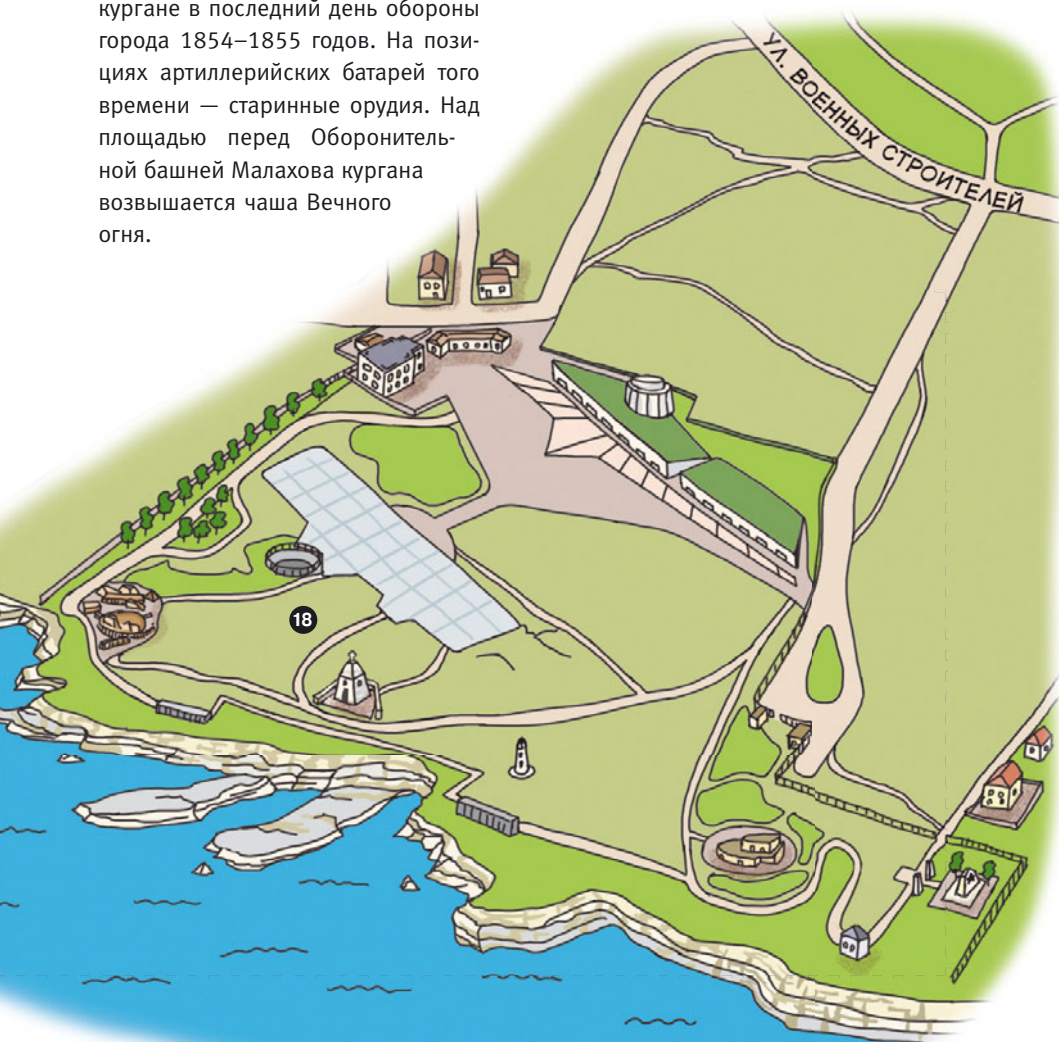 кургане в последний день обороны
города 1854–1855 годов. На пози-
циях артиллерийских батарей того
времени — старинные орудия. Над
площадью перед Оборонитель-
ной башней Малахова кургана
возвышается чаша Вечного
огня.
УЛ. ВОЕННЫХ СТРОИТЕЛЕЙ
18